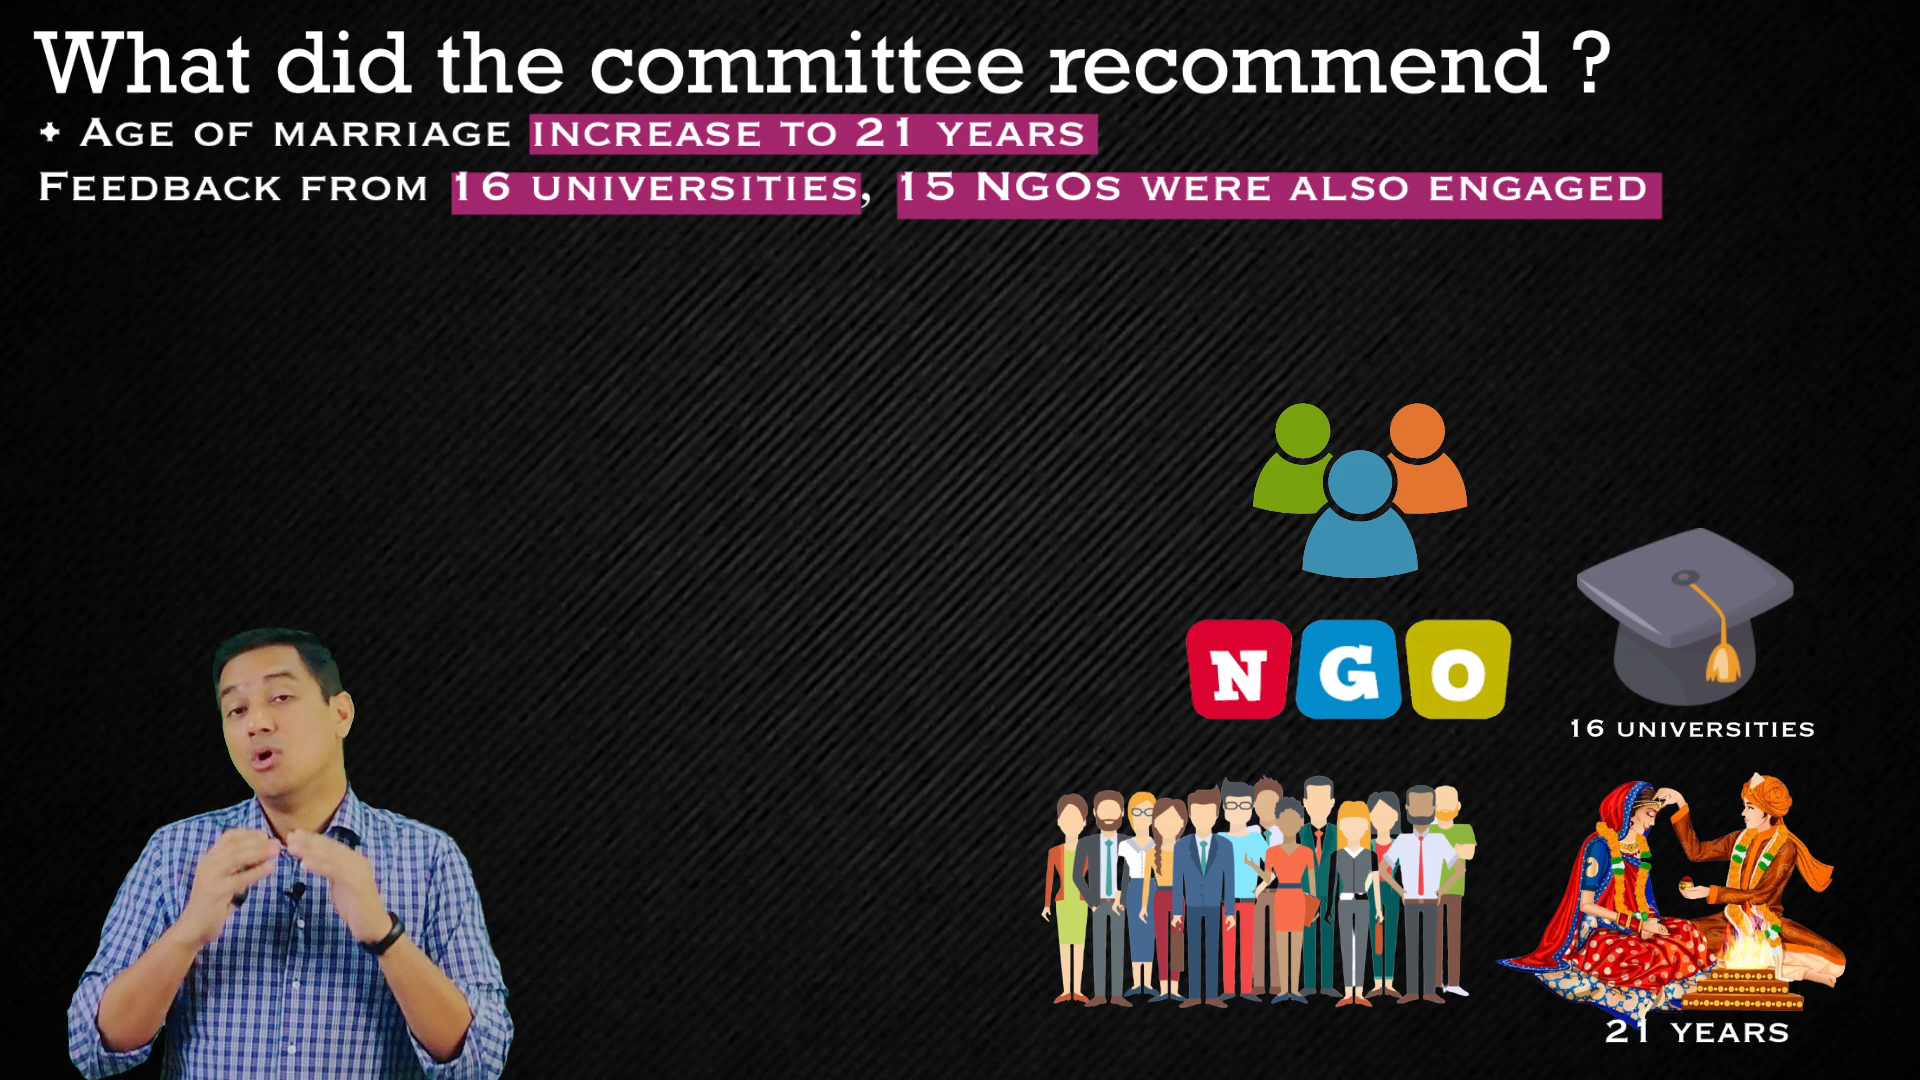 What did the committee recommend ?
+ Age of marriage increase to 21 years
Feedback from 16 universities, 15 NGOs were also engaged
NGO
16 universities
21 years